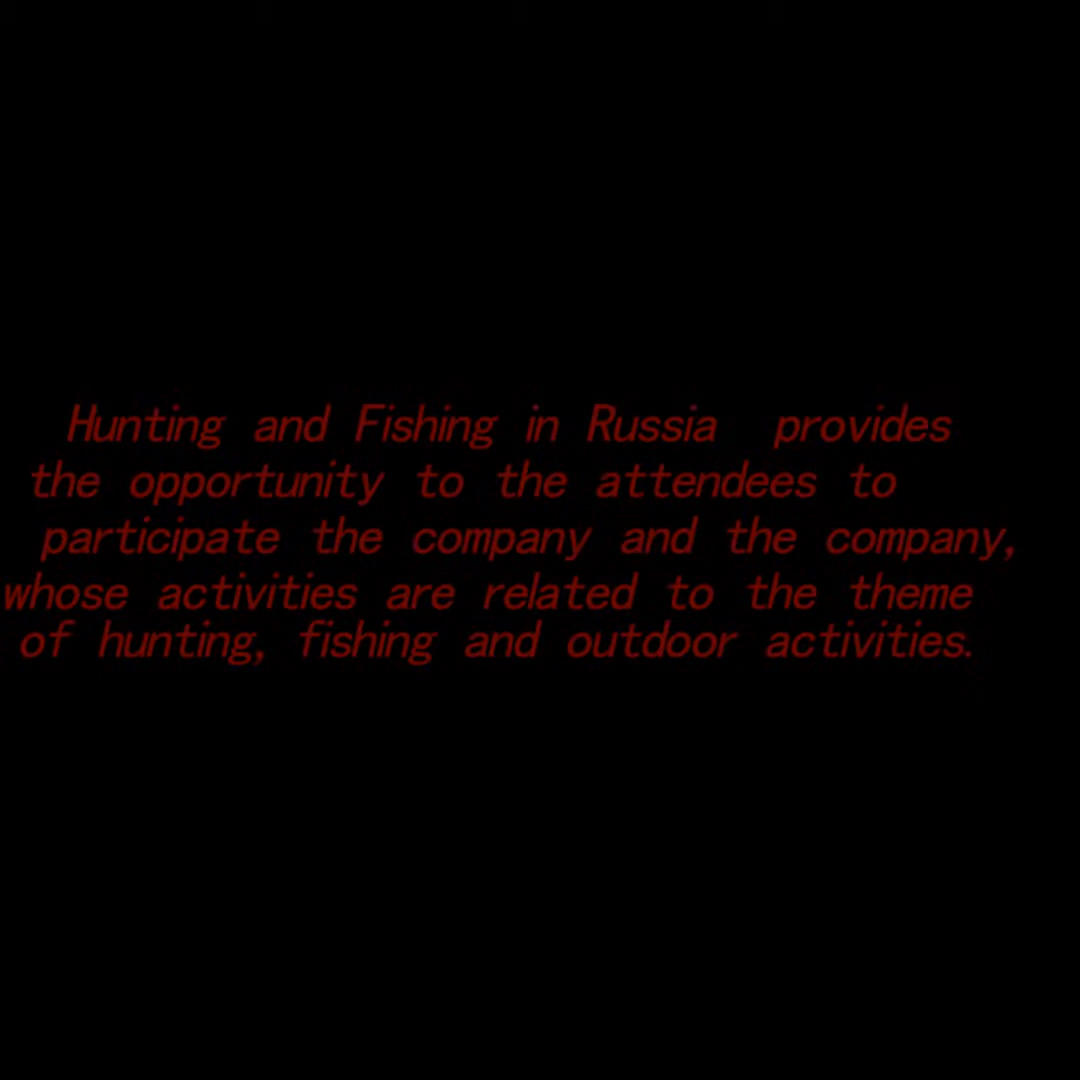 Hunting and Fishing in Russia provides
the opportunity to the attendees to
participate the company and the company,
whose activities are related to the theme
of hunting, fishing and outdoor activities.